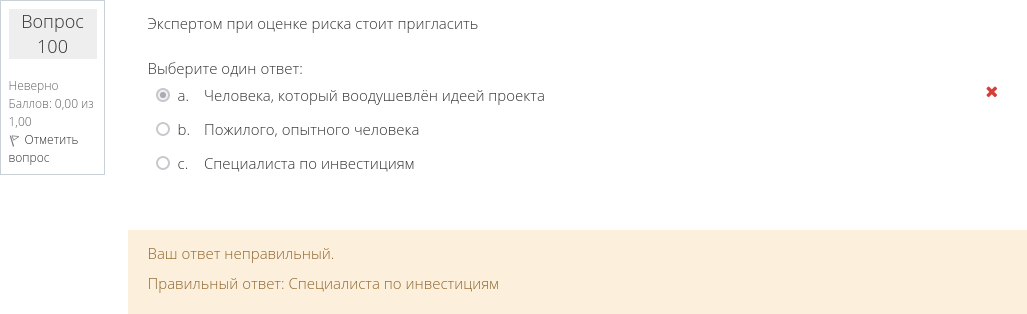 Вопрос
100
Неверно
Баллов: 0,00 из
1,00
Отметить
вопрос
Экспертом при оценке риска стоит пригласить
Выберите один ответ:
a. Человека, который воодушевлён идеей проекта
b. Пожилого, опытного человека
c. Специалиста по инвестициям
Ваш ответ неправильный.
Правильный ответ: Специалиста по инвестициям